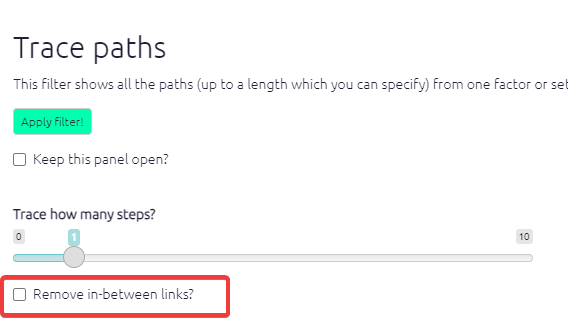 Trace paths
This filter shows all the paths (up to a length which you can specify) from one factor or set
Apply filter!
Keep this panel open?
Trace how many steps?
0 1 10
Remove in-between links?